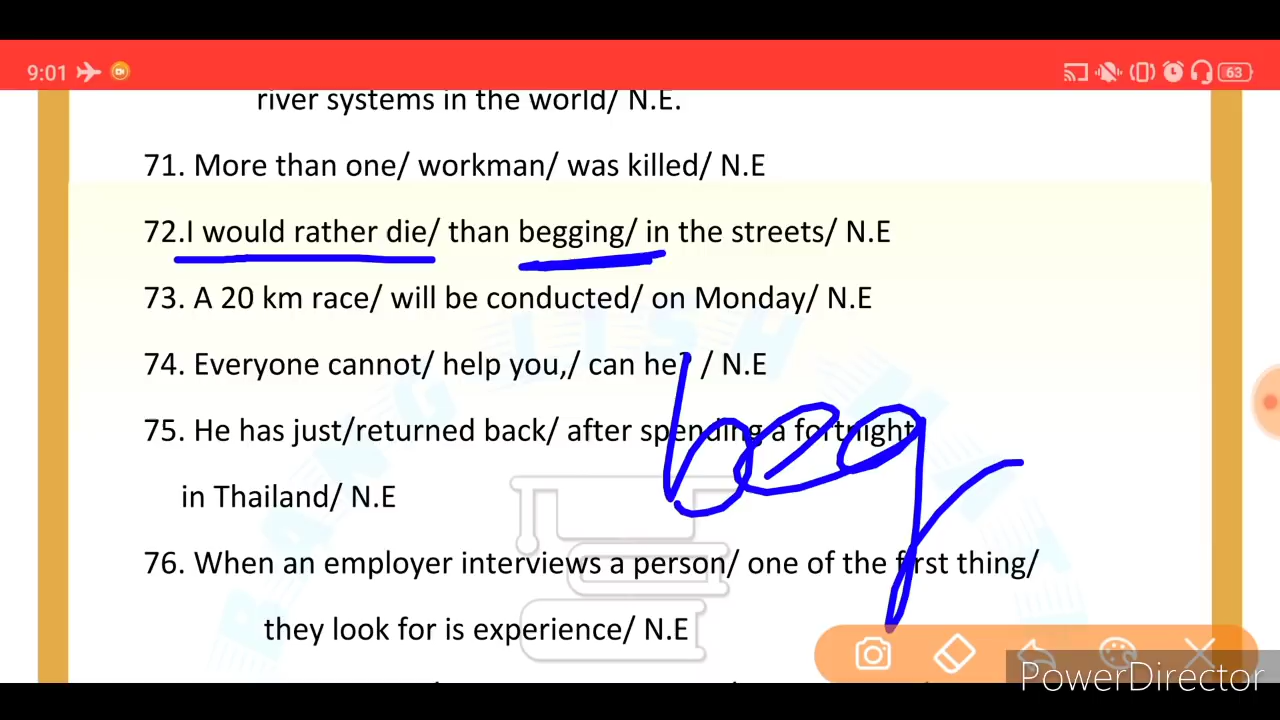 9:01 63
river systems in the world/ N.E.
71. More than one/ workman/ was killed/ N.E
72.I would rather die/ than begging/ in the streets/ N.E
73. A 20 km race/ will be conducted/ on Monday/ N.E
74. Everyone cannot/ help you,/ can he? / N.E
75. He has just/returned back/ after spending a fortnight
in Thailand/ N.E
beg
76. When an employer interviews a person/ one of the first thing/
they look for is experience/ N.E
PowerDirector